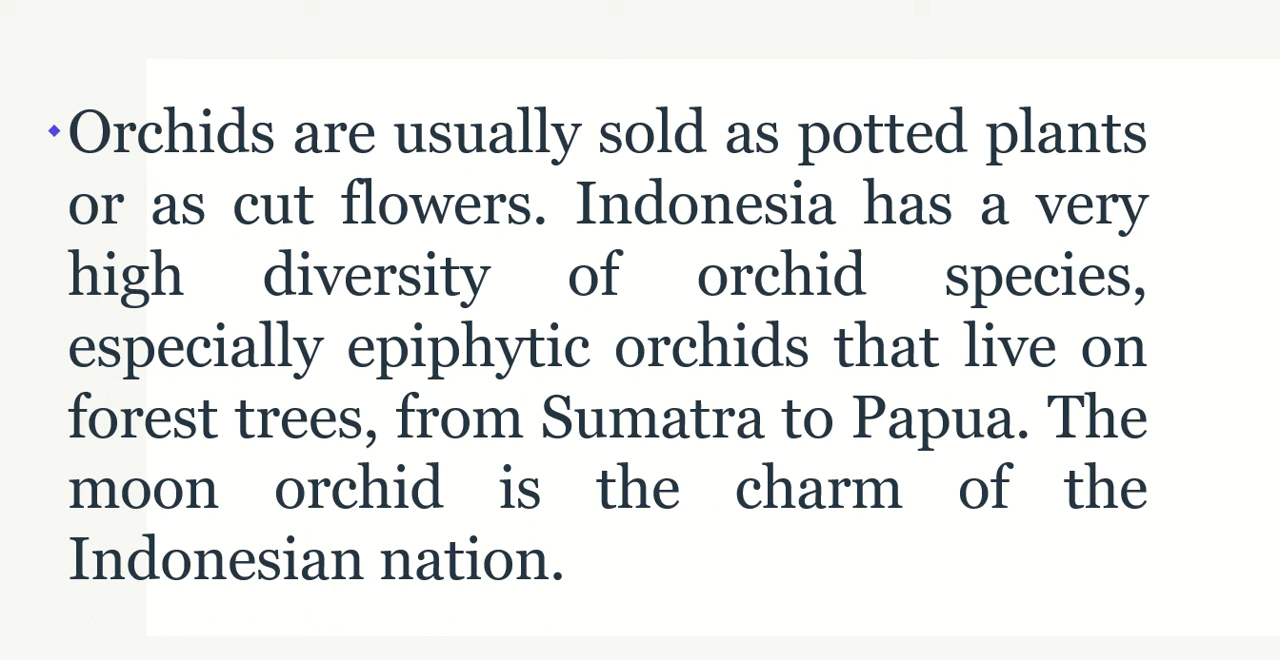 Orchids are usually sold as potted plants
or as cut flowers. Indonesia has a very
high diversity of orchid species,
especially epiphytic orchids that live on
forest trees, from Sumatra to Papua. The
moon orchid is the charm of the
Indonesian nation.